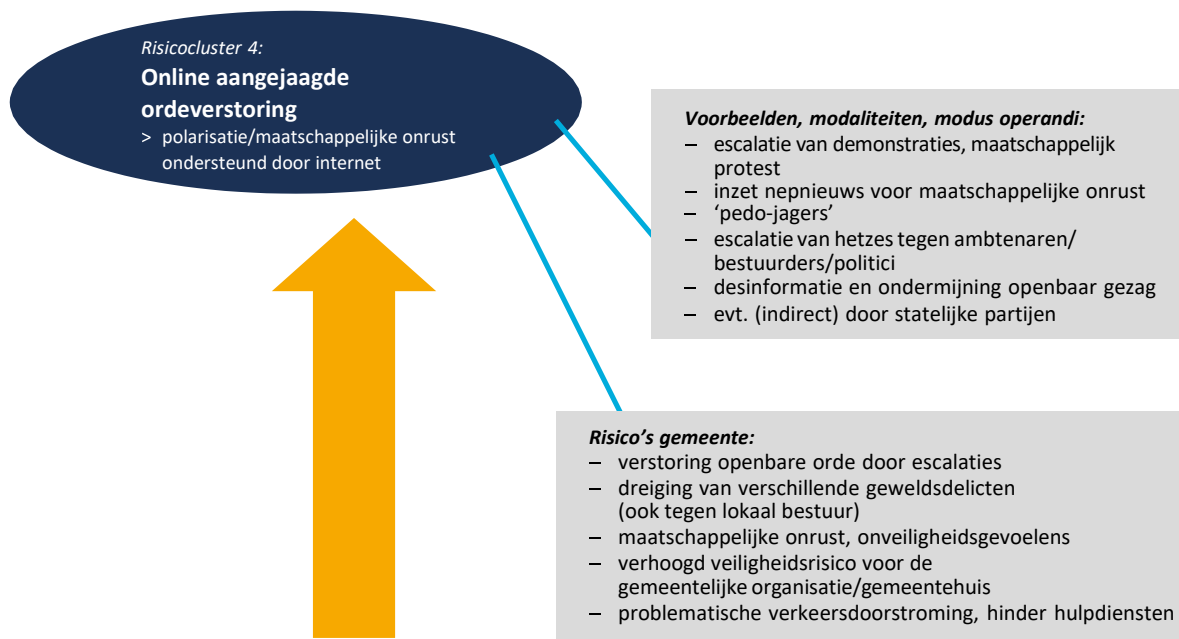 Risicocluster 4:
Online aangejaagde
ordeverstoring
> polarisatie/maatschappelijke onrust
ondersteund door internet
Voorbeelden, modaliteiten, modus operandi:
– escalatie van demonstraties, maatschappelijk
protest
– inzet nepnieuws voor maatschappelijke onrust
– ‘pedo-jagers’
– escalatie van hetzes tegen ambtenaren/
bestuurders/politici
– desinformatie en ondermijning openbaar gezag
– evt. (indirect) door statelijke partijen
Risico’s gemeente:
– verstoring openbare orde door escalaties
– dreiging van verschillende geweldsdelicten
(ook tegen lokaal bestuur)
– maatschappelijke onrust, onveiligheidsgevoelens
– verhoogd veiligheidsrisico voor de
gemeentelijke organisatie/gemeentehuis
– problematische verkeersdoorstroming, hinder hulpdiensten